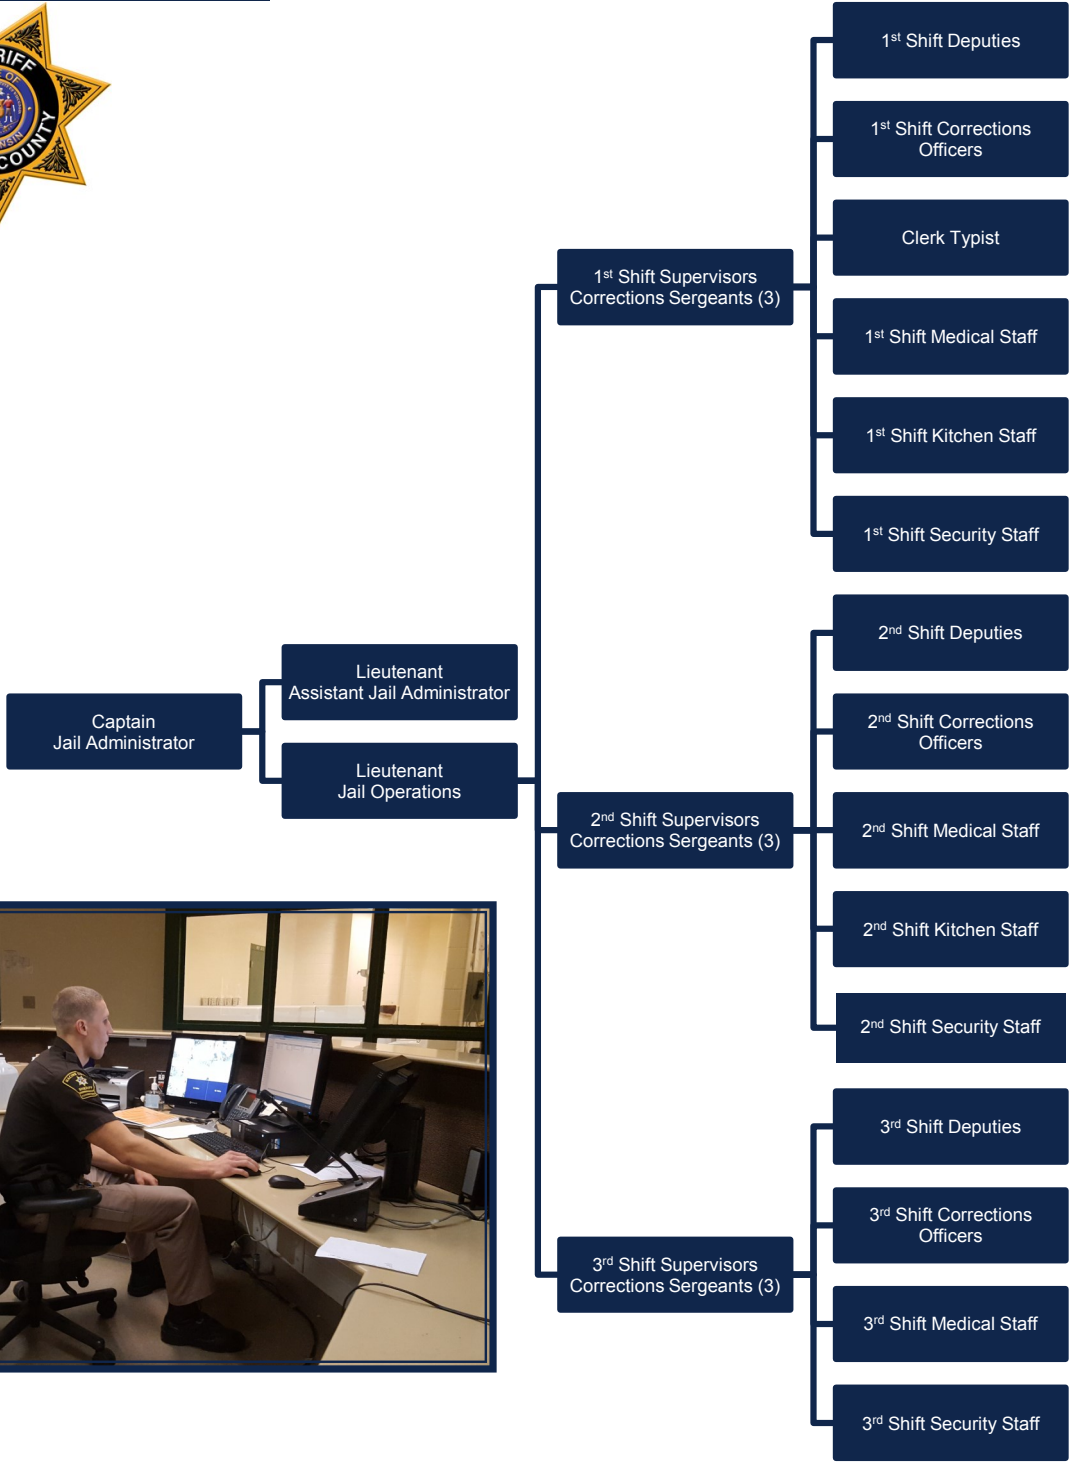 COUNTY
1st Shift Deputies
1st Shift Corrections
Officers
Clerk Typist
1st Shift Supervisors
Corrections Sergeants (3)
1st Shift Medical Staff
1st Shift Kitchen Staff
1st Shift Security Staff
2nd Shift Deputies
Lieutenant
Assistant Jail Administrator
Captain
Jail Administrator
2nd Shift Corrections
Officers
Lieutenant
Jail Operations
2nd Shift Supervisors
Corrections Sergeants (3)
2nd Shift Medical Staff
2nd Shift Kitchen Staff
2nd Shift Security Staff
3rd Shift Deputies
3rd Shift Corrections
Officers
3rd Shift Supervisors
Corrections Sergeants (3)
3rd Shift Medical Staff
3rd Shift Security Staff